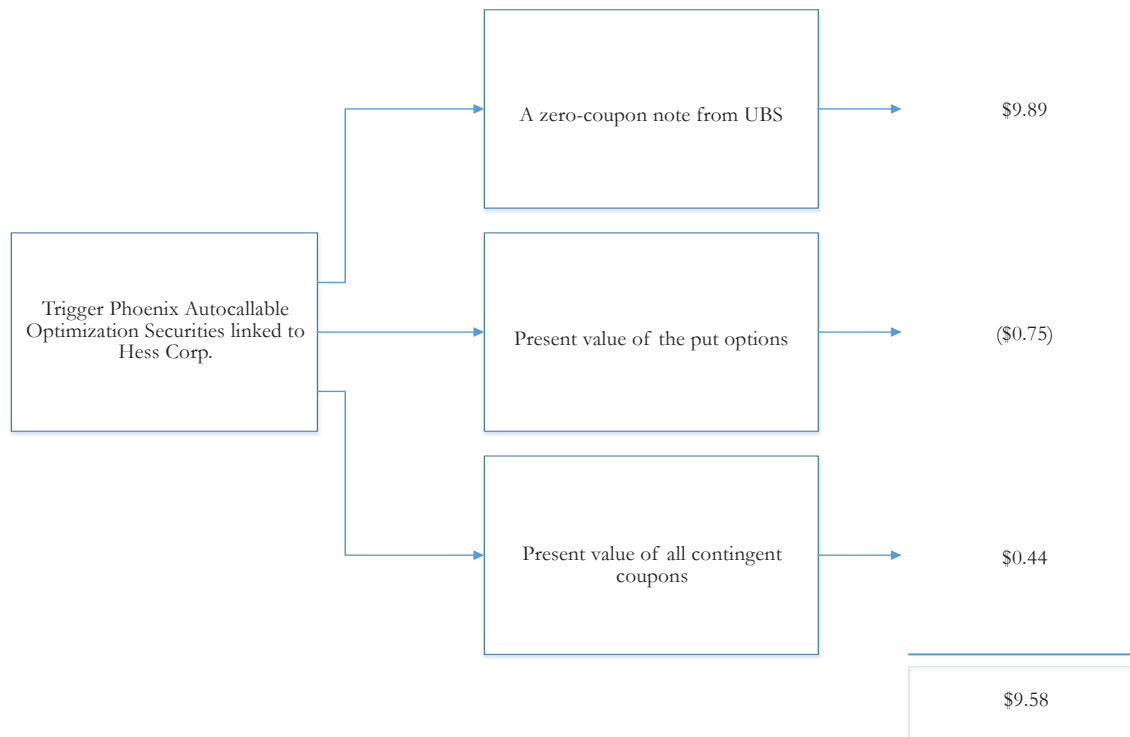 A zero-coupon note from UBS
$9.89
Trigger Phoenix Autocallable
Optimization Securities linked to
Hess Corp.
Present value of the put options
($0.75)
Present value of all contingent
coupons
$0.44
$9.58